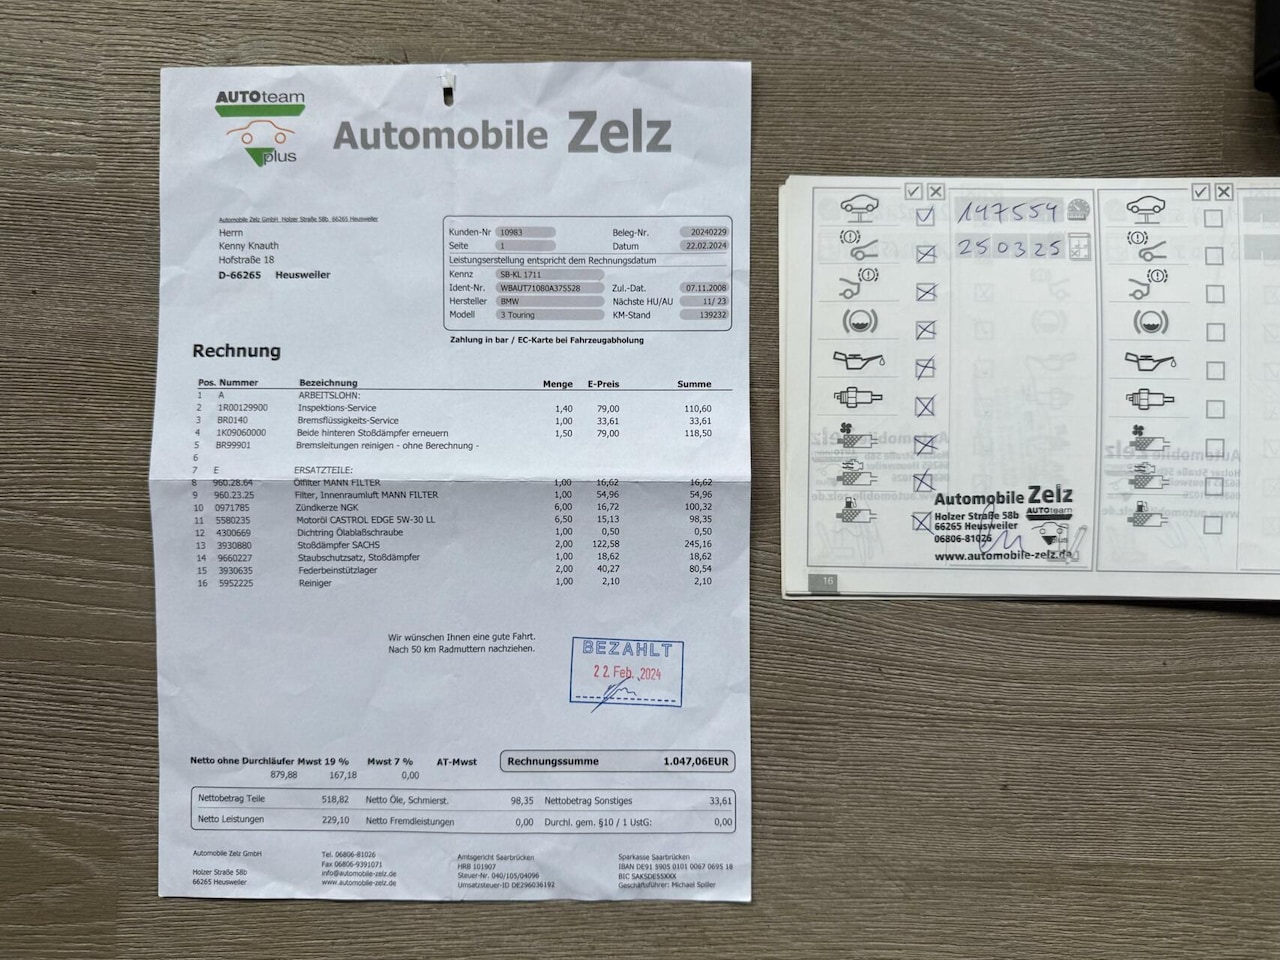 AUTOteam
plus
Automobile Zelz
Automobile Zelz GmbH, Holzer Straße 58b, 66265 Heusweiler
Herrn
Kenny Knauth
Hofstraße 18
D-66265 Heusweiler
Kunden-Nr 10983 Beleg-Nr. 20240229
Seite 1 Datum 22.02.2024
Leistungserstellung entspricht dem Rechnungsdatum
Kennz SB-KL 1711
Ident-Nr. WBAUT71080A375528 Zul.-Dat. 07.11.2008
Hersteller BMW Nächste HU/AU 11/ 23
Modell 3 Touring KM-Stand 139232
Zahlung in bar / EC-Karte bei Fahrzeugabholung
Rechnung
Pos. Nummer Bezeichnung Menge E-Preis Summe
1 A ARBEITSLOHN:
2 1R00129900 Inspektions-Service 1,40 79,00 110,60
3 BR0140 Bremsflüssigkeits-Service 1,00 33,61 33,61
4 1K09060000 Beide hinteren Stoßdämpfer erneuern 1,50 79,00 118,50
5 BR99901 Bremsleitungen reinigen - ohne Berechnung -
6
7 E ERSATZTEILE:
8 960.28.64 Ölfilter MANN FILTER 1,00 16,62 16,62
9 960.23.25 Filter, Innenraumluft MANN FILTER 1,00 54,96 54,96
10 0971785 Zündkerze NGK 6,00 16,72 100,32
11 5580235 Motoröl CASTROL EDGE 5W-30 LL 6,50 15,13 98,35
12 4300669 Dichtring Ölablaßschraube 1,00 0,50 0,50
13 3930880 Stoßdämpfer SACHS 2,00 122,58 245,16
14 9660227 Staubschutzsatz, Stoßdämpfer 1,00 18,62 18,62
15 3930635 Federbeinstützlager 2,00 40,27 80,54
16 5952225 Reiniger 1,00 2,10 2,10
Wir wünschen Ihnen eine gute Fahrt.
Nach 50 km Radmuttern nachziehen.
BEZAHLT
22. Feb. 2024
Netto ohne Durchläufer Mwst 19 % Mwst 7 % AT-Mwst
879,88 167,18 0,00
Rechnungssumme 1.047,06EUR
Nettobetrag Teile 518,82 Netto Öle, Schmierst. 98,35 Nettobetrag Sonstiges 33,61
Netto Leistungen 229,10 Netto Fremdleistungen 0,00 Durchl. gem. §10 / 1 UstG: 0,00
Automobile Zelz GmbH
Holzer Straße 58b
66265 Heusweiler
Tel. 06806-81026
Fax 06806-9391071
info@automobile-zelz.de
www.automobile-zelz.de
Amtsgericht Saarbrücken
HRB 101907
Steuer-Nr. 040/105/04096
Umsatzsteuer-ID DE296036192
Sparkasse Saarbrücken
IBAN DE91 5905 0101 0067 0695 18
BIC SAKSDE55XXX
Geschäftsführer: Michael Spiller
147554
250325
Automobile Zelz
Holzer Straße 58b
66265 Heusweiler
06806-81026
AUTOteam
plus
www.automobile-zelz.de
16